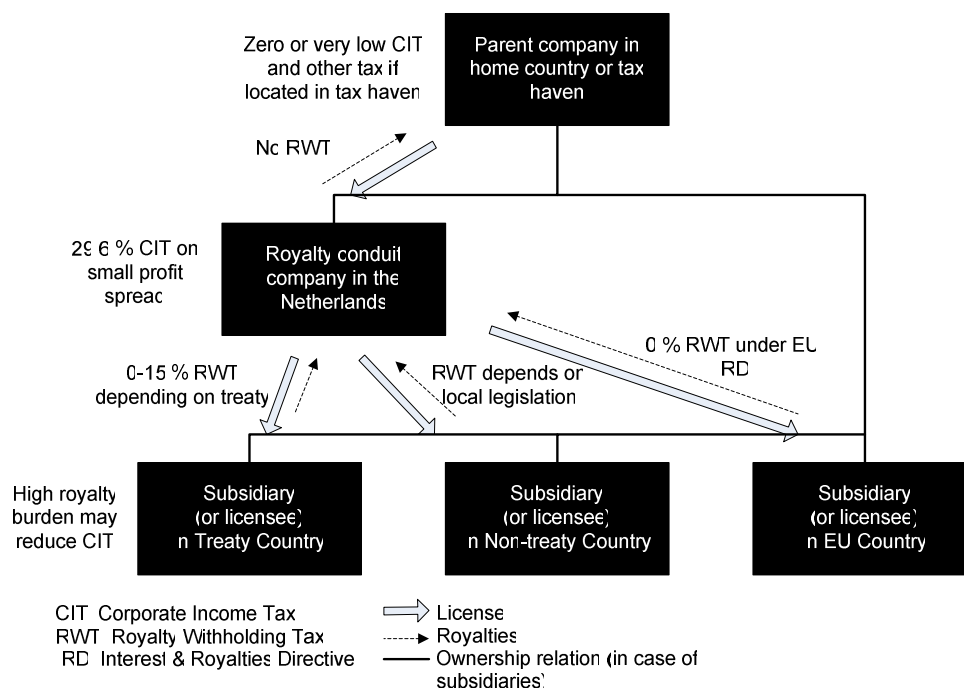 Zero or very low CIT
and other tax if
located in tax haven
Parent company in
home country or tax
haven
No RWT
29.6 % CIT on
small profit
spread
Royalty conduit
company in the
Netherlands
0 % RWT under EU
RD
0-15 % RWT
depending on treaty
RWT depends on
local legislation
High royalty
burden may
reduce CIT
Subsidiary
(or licensee)
in Treaty Country
Subsidiary
(or licensee)
in Non-treaty Country
Subsidiary
(or licensee)
in EU Country
CIT Corporate Income Tax
RWT Royalty Withholding Tax
RD Interest & Royalties Directive
License
Royalties
Ownership relation (in case of
subsidiaries)